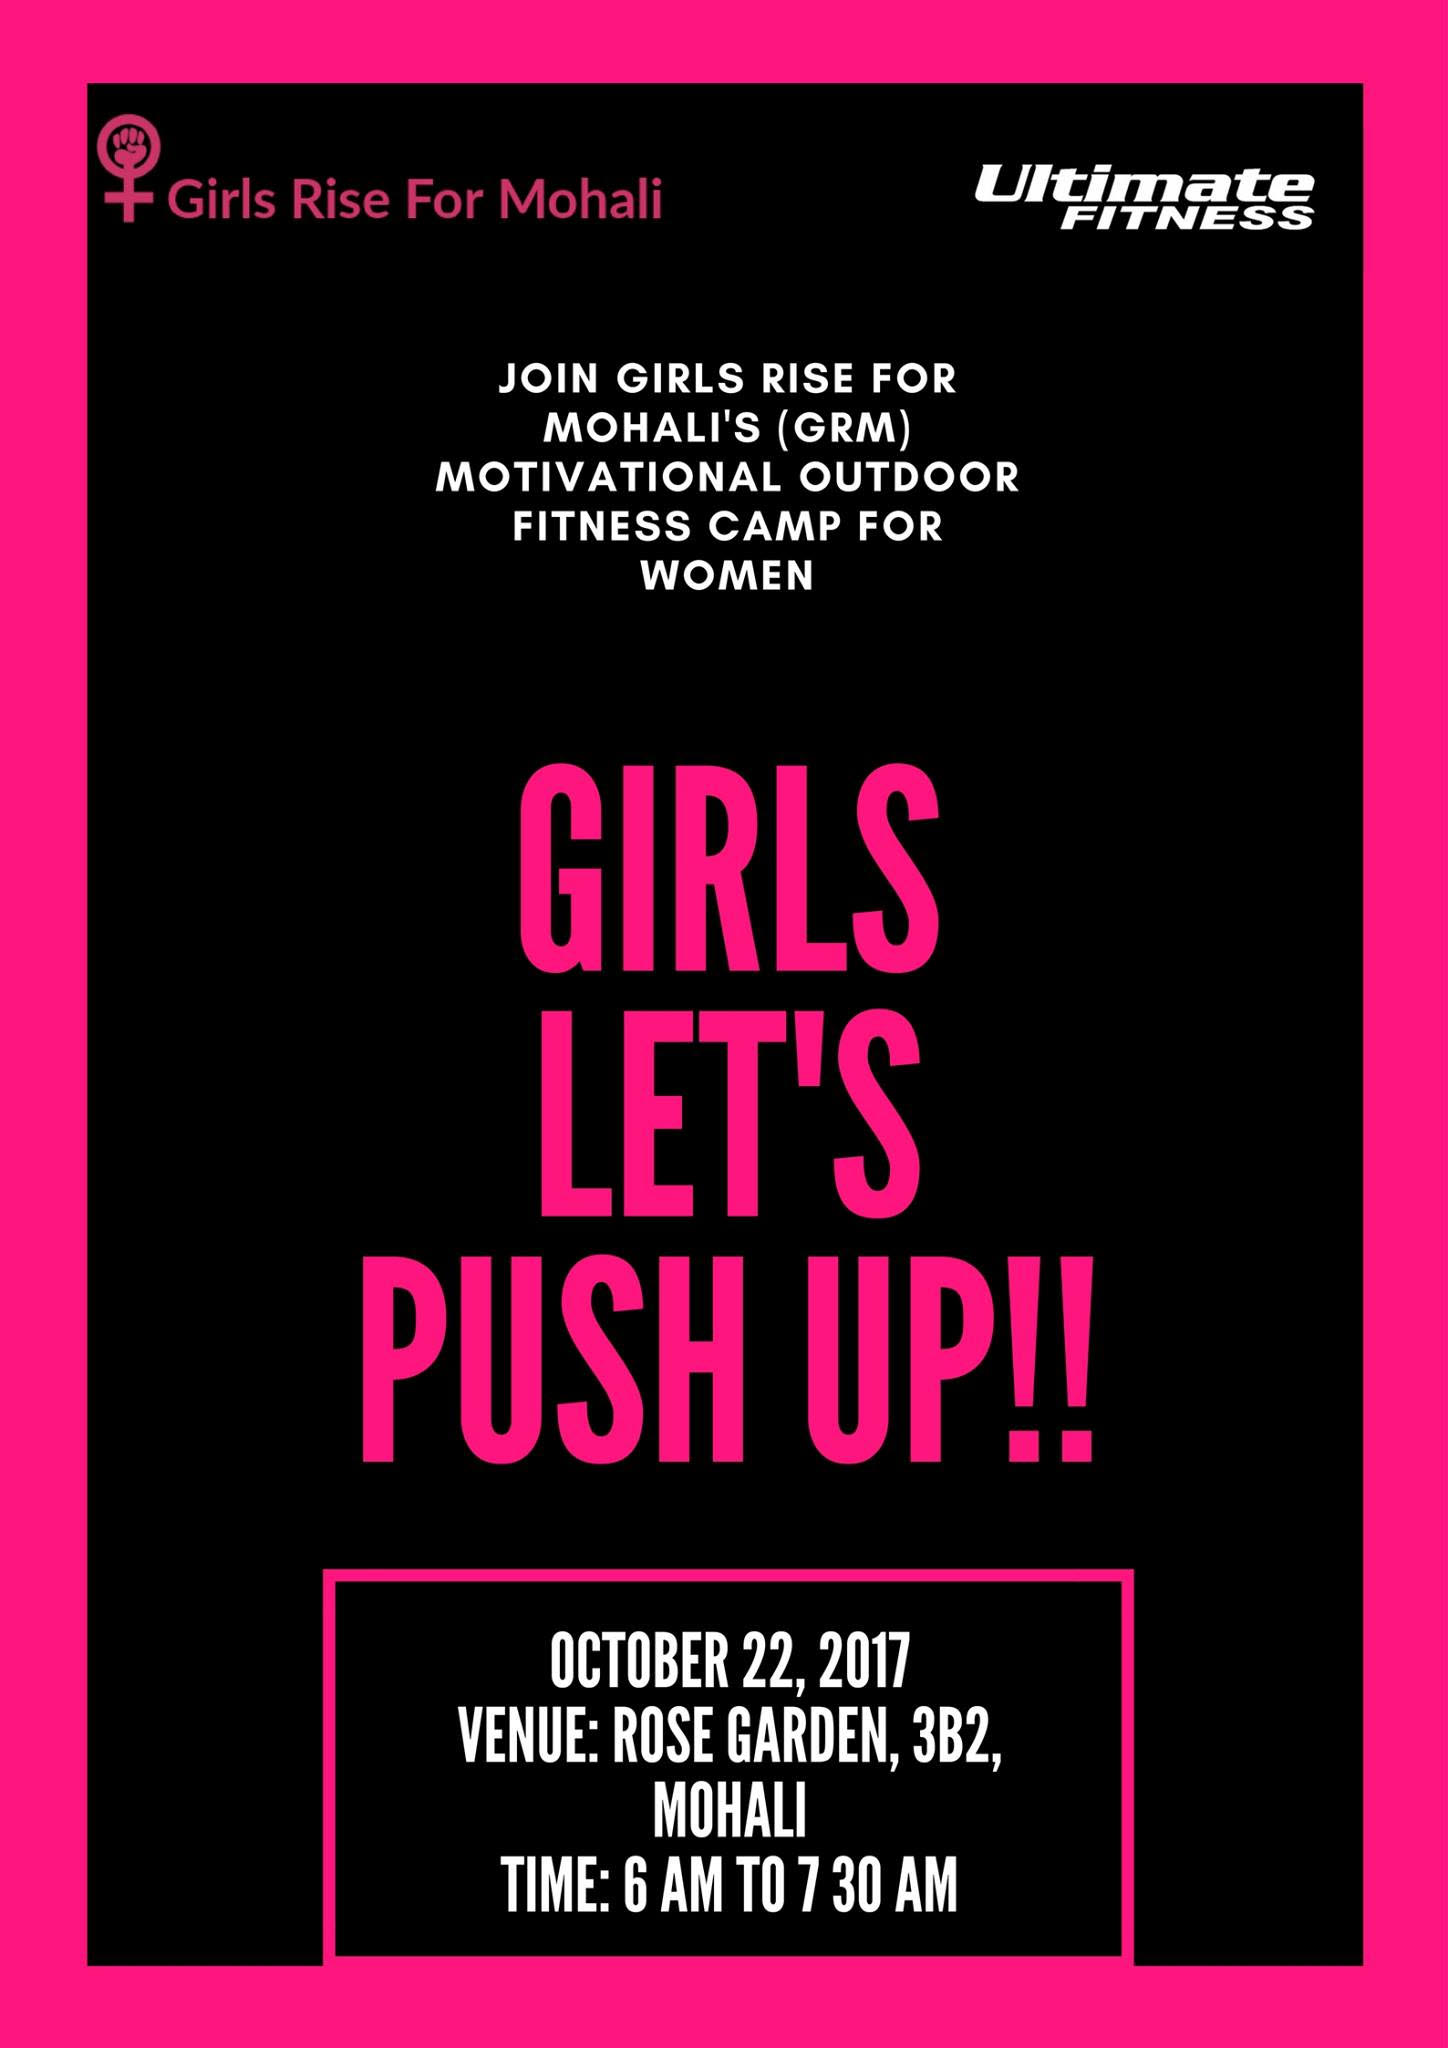 Girls Rise For Mohali
Ultimate
FITNESS
JOIN GIRLS RISE FOR
MOHALI'S (GRM)
MOTIVATIONAL OUTDOOR
FITNESS CAMP FOR
WOMEN
GIRLS
LET'S
PUSH UP!!
OCTOBER 22, 2017
VENUE: ROSE GARDEN, 3B2,
MOHALI
TIME: 6 AM TO 7 30 AM